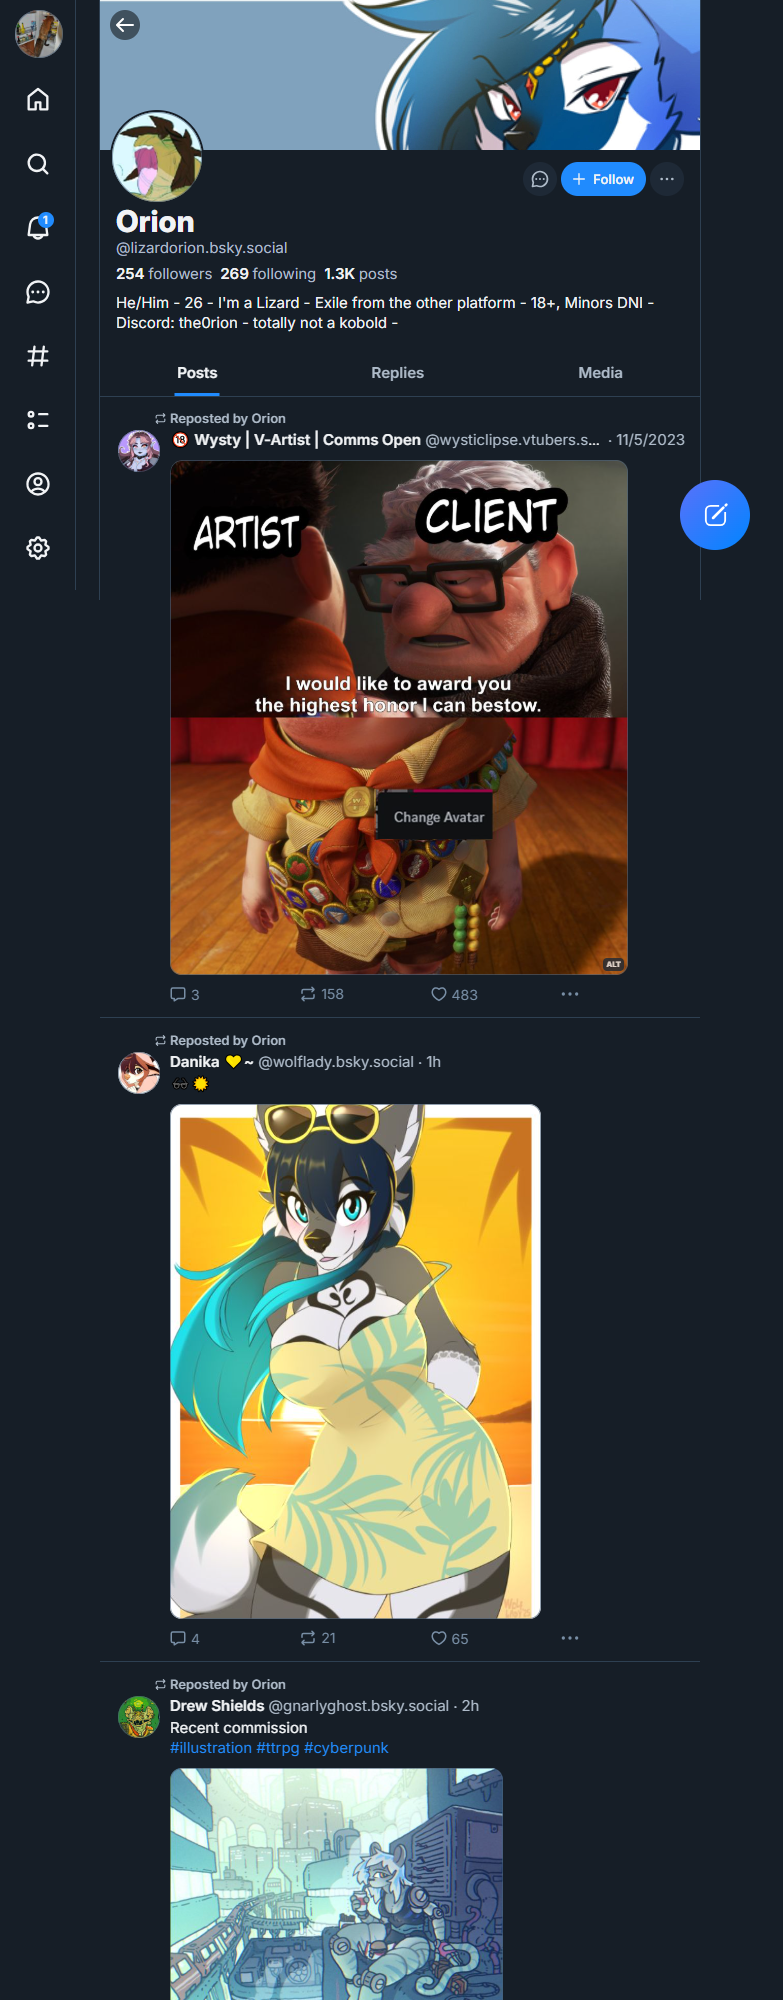 1
Follow
Orion
@lizardorion.bsky.social
254 followers 269 following 1.3K posts
He/Him - 26 - I'm a Lizard - Exile from the other platform - 18+, Minors DNI -
Discord: the0rion - totally not a kobold -
Posts Replies Media
Reposted by Orion
🔞 Wysty | V-Artist | Comms Open @wysticlipse.vtubers.s... · 11/5/2023
ARTIST
CLIENT
I would like to award you
the highest honor I can bestow.
Change Avatar
ALT
3 158 483
Reposted by Orion
Danika 💛~ @wolflady.bsky.social · 1h
4 21 65
Reposted by Orion
Drew Shields @gnarlyghost.bsky.social · 2h
Recent commission
#illustration #ttrpg #cyberpunk